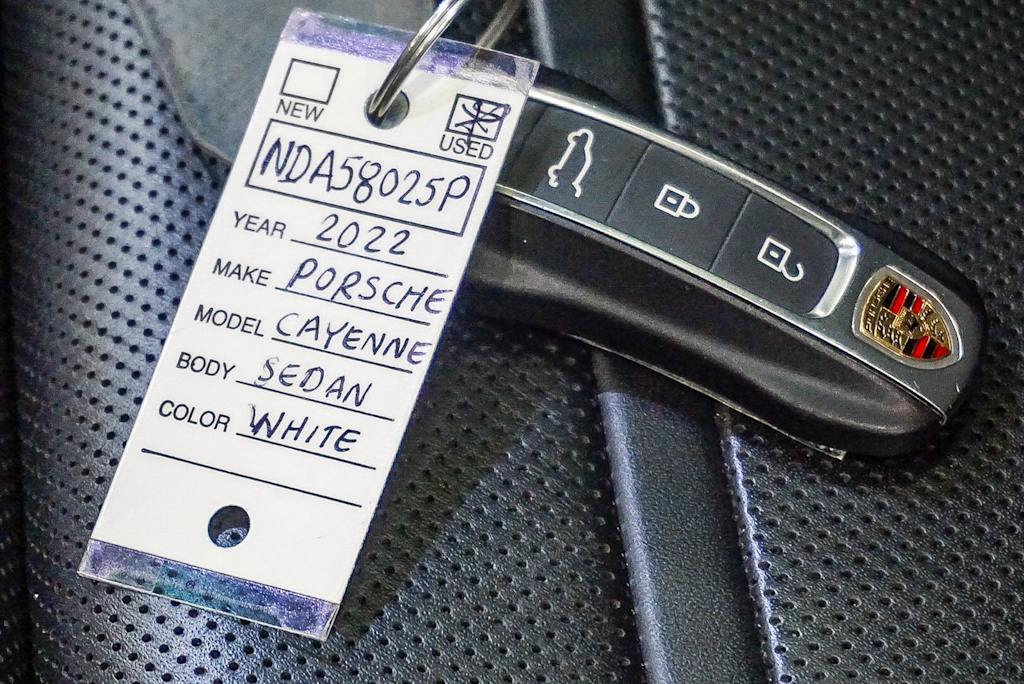 NEW
USED
NDA58025P
YEAR 2022
MAKE PORSCHE
MODEL CAYENNE
BODY SEDAN
COLOR WHITE